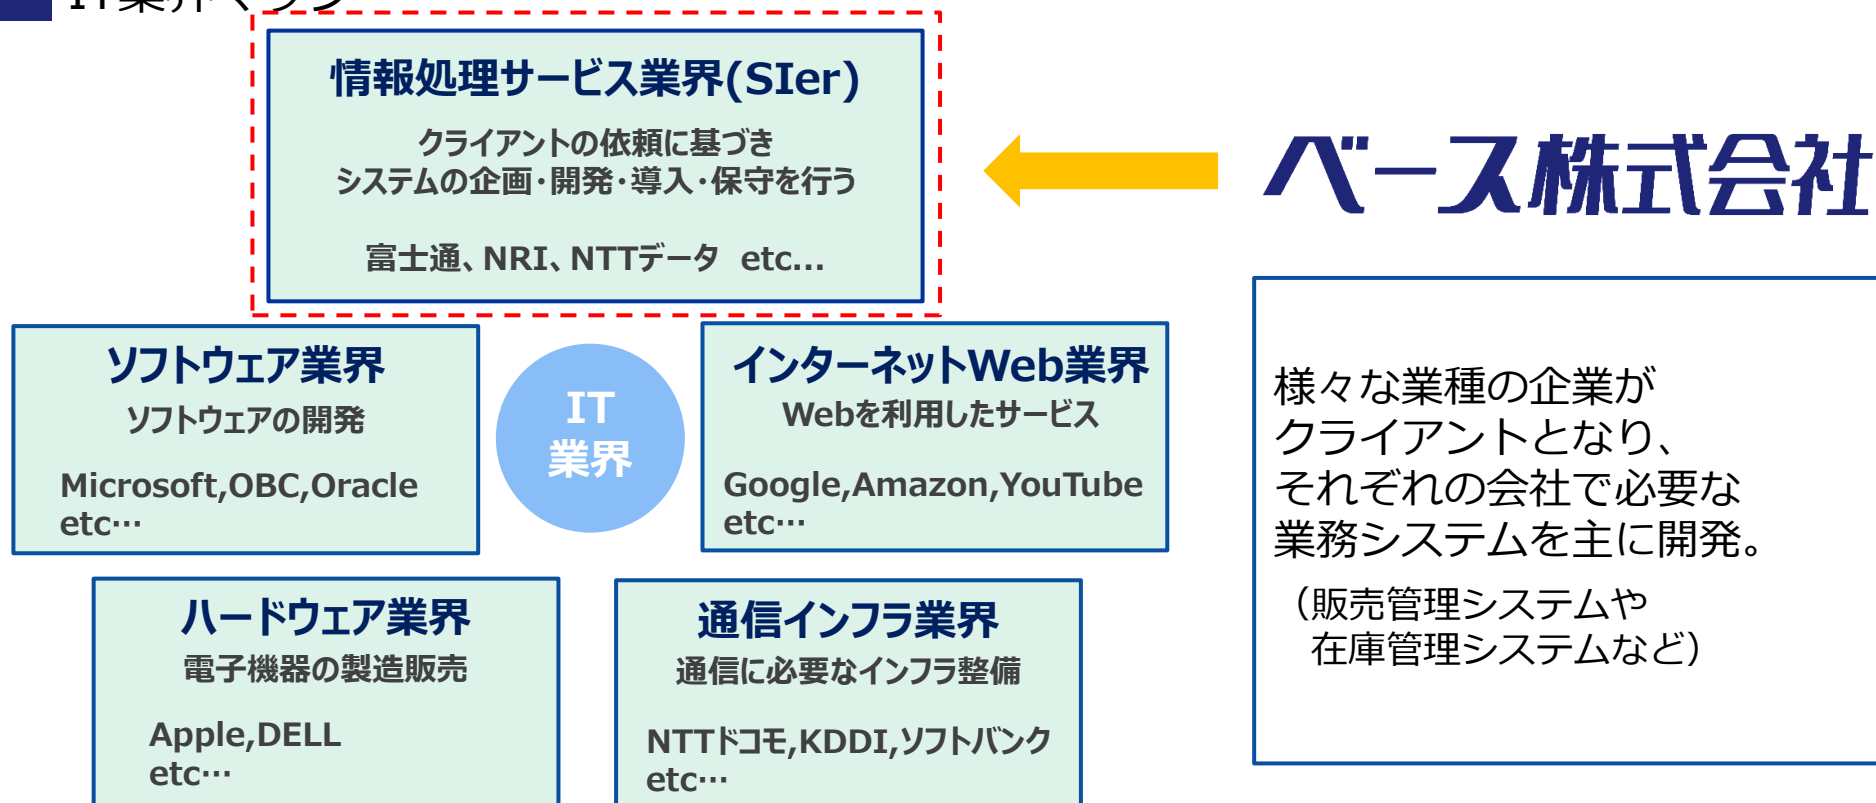 IT業界マップ
情報処理サービス業界(SIer)
クライアントの依頼に基づき
システムの企画・開発・導入・保守を行う
富士通、NRI、NTTデータ etc...
ベース株式会社
ソフトウェア業界
ソフトウェアの開発
Microsoft,OBC,Oracle
etc…
IT
業界
インターネットWeb業界
Webを利用したサービス
Google,Amazon,YouTube
etc…
ハードウェア業界
電子機器の製造販売
Apple,DELL
etc…
通信インフラ業界
通信に必要なインフラ整備
NTTドコモ,KDDI,ソフトバンク
etc…
様々な業種の企業が
クライアントとなり、
それぞれの会社で必要な
業務システムを主に開発。
（販売管理システムや
在庫管理システムなど）